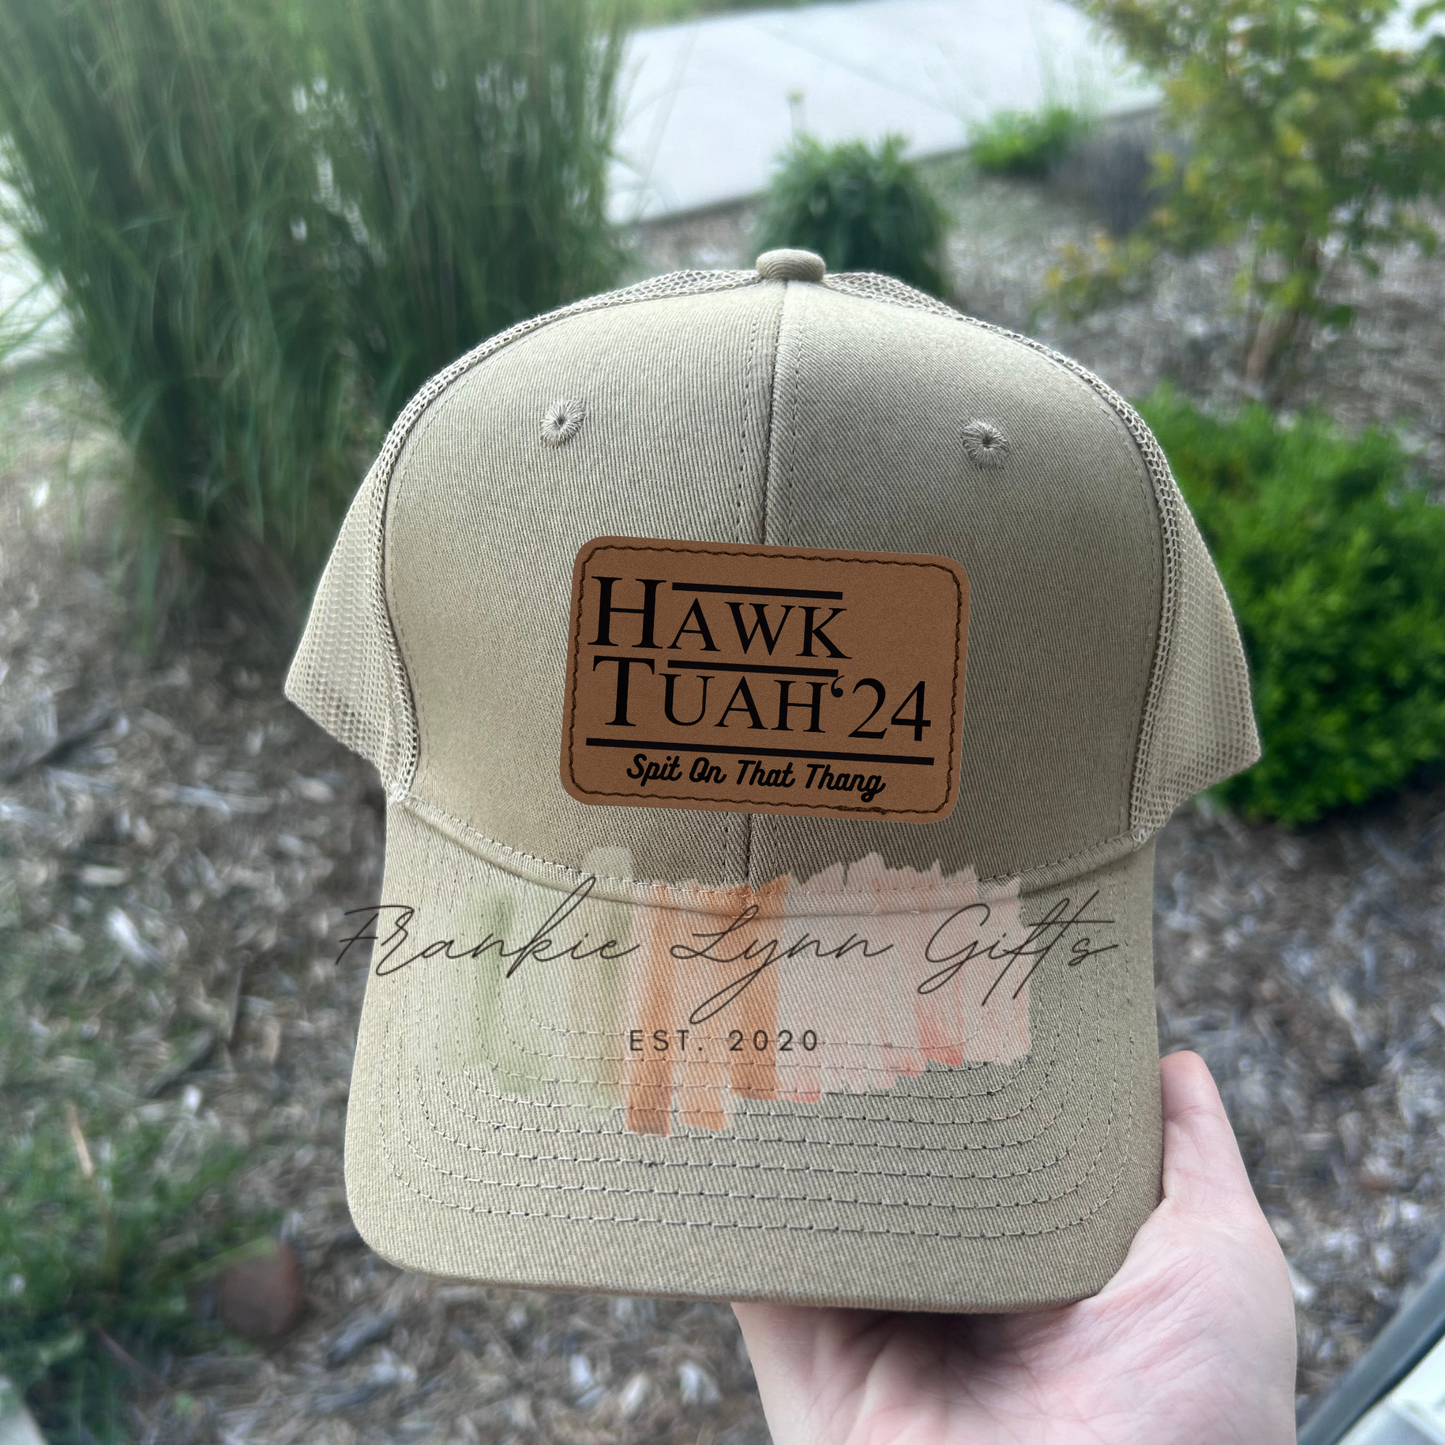 HAWK
TUAH‘24
Spit On That Thang
Frankie Lynn Gifts
EST. 2020